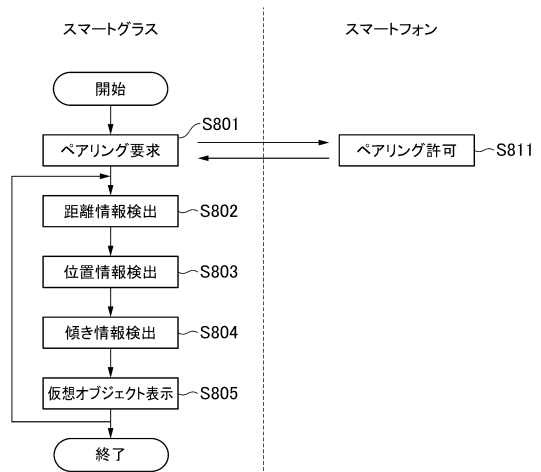 スマートグラス
スマートフォン
開始
ペアリング要求
S801
ペアリング許可
S811
距離情報検出
S802
位置情報検出
S803
傾き情報検出
S804
仮想オブジェクト表示
S805
終了